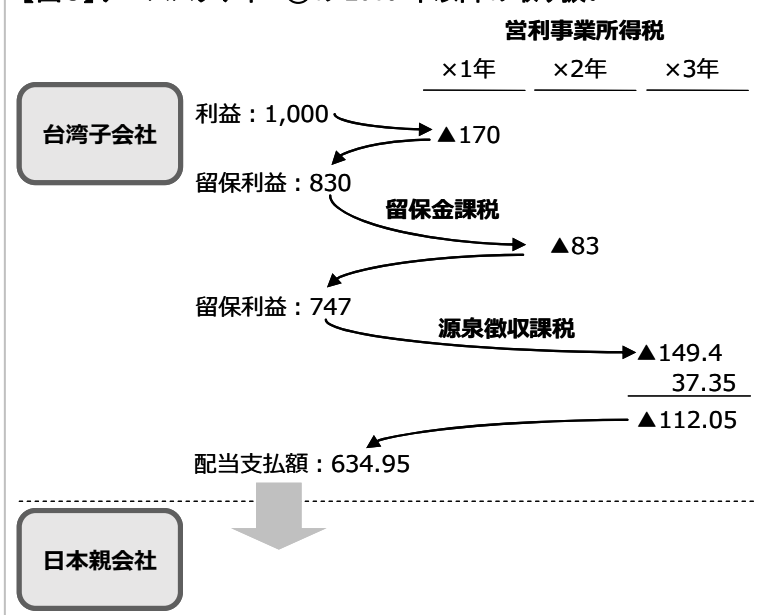 営利事業所得税
×1年 ×2年 ×3年
台湾子会社
利益：1,000
▲170
留保利益：830
留保金課税
▲83
留保利益：747
源泉徴収課税
▲149.4
37.35
▲112.05
配当支払額：634.95
日本親会社